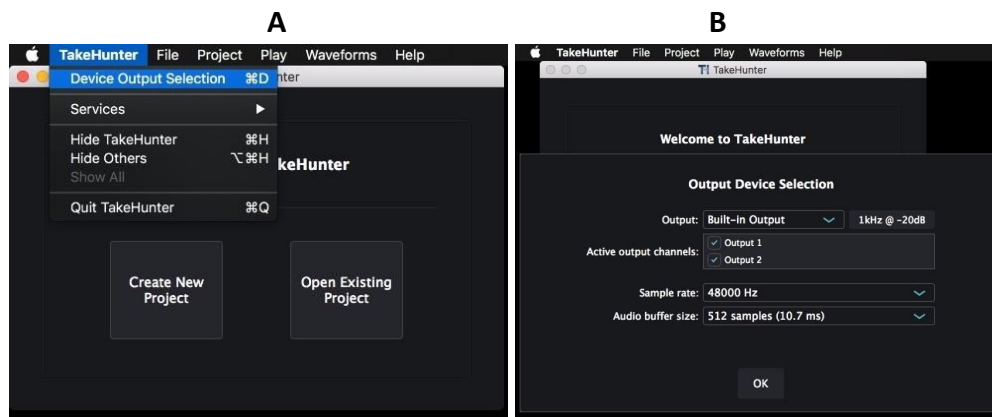 A
TakeHunter File Project Play Waveforms Help
nter
Device Output Selection ⌘D
Services ▶
Hide TakeHunter ⌘H
Hide Others ⌥⌘H
Show All
Quit TakeHunter ⌘Q
keHunter
Create New
Project
Open Existing
Project
B
TakeHunter File Project Play Waveforms Help
TakeHunter
Welcome to TakeHunter
Output Device Selection
Output: Built-in Output 1kHz @ -20dB
Active output channels:
Output 1
Output 2
Sample rate: 48000 Hz
Audio buffer size: 512 samples (10.7 ms)
OK